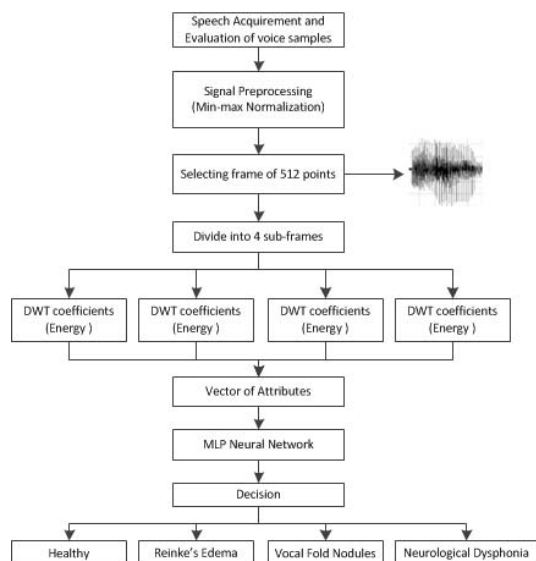 Speech Acquirement and
Evaluation of voice samples
Signal Preprocessing
(Min-max Normalization)
Selecting frame of 512 points
Divide into 4 sub-frames
DWT coefficients
(Energy )
DWT coefficients
(Energy )
DWT coefficients
(Energy )
DWT coefficients
(Energy )
Vector of Attributes
MLP Neural Network
Decision
Healthy
Reinke's Edema
Vocal Fold Nodules
Neurological Dysphonia